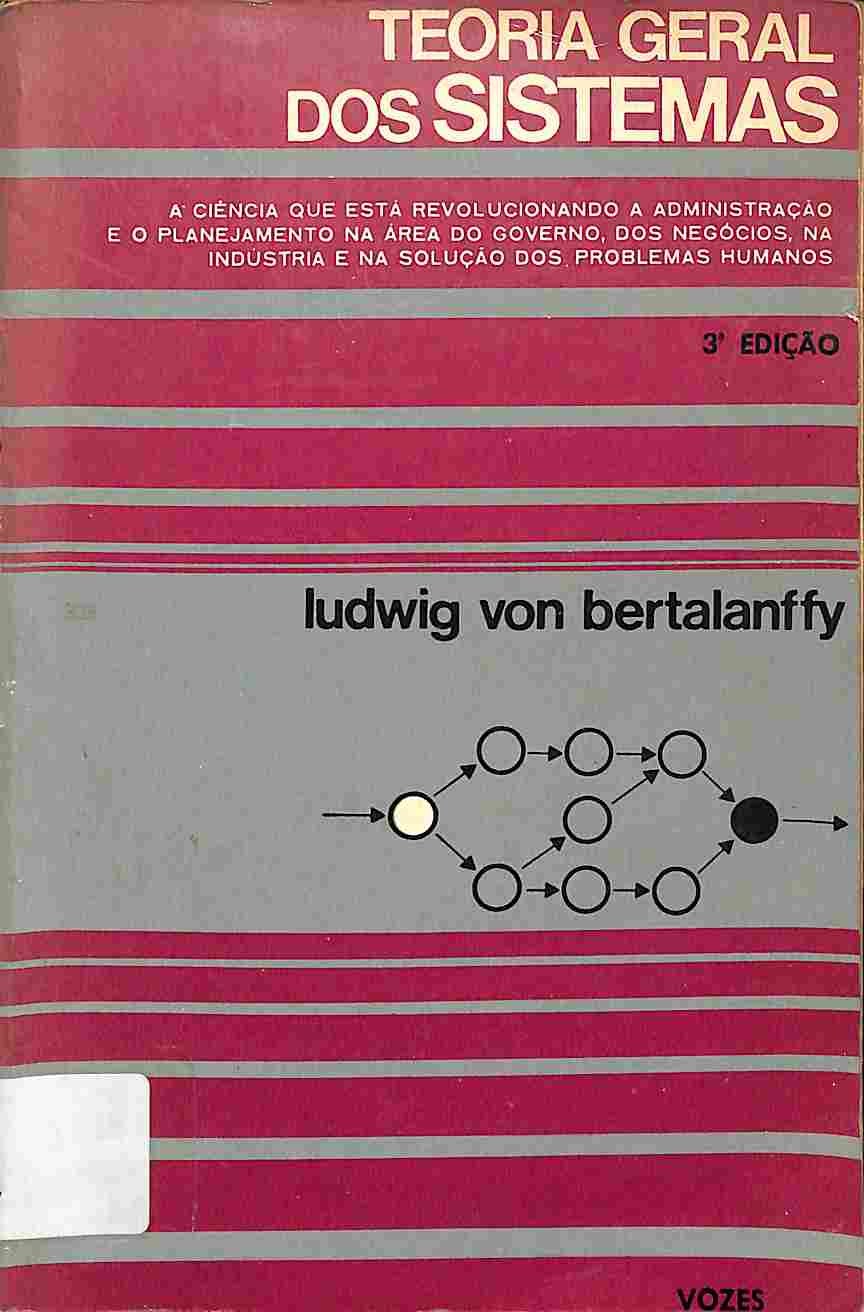 TEORIA GERAL
DOS SISTEMAS
A CIÊNCIA QUE ESTÁ REVOLUCIONANDO A ADMINISTRAÇÃO
E O PLANEJAMENTO NA ÁREA DO GOVERNO, DOS NEGÓCIOS, NA
INDÚSTRIA E NA SOLUÇÃO DOS PROBLEMAS HUMANOS
3ª EDIÇÃO
ludwig von bertalanffy
VOZES